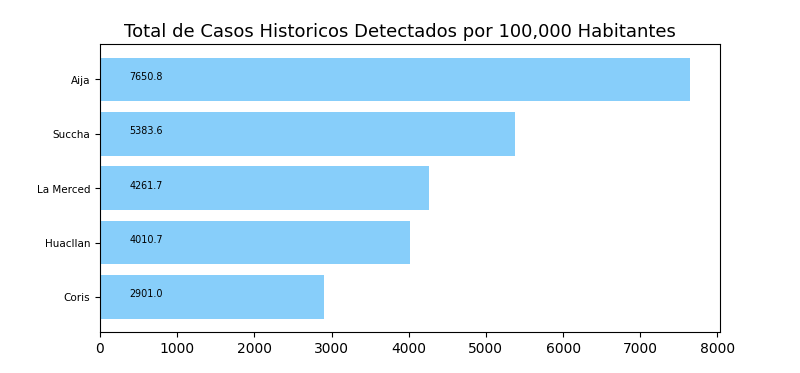 Total de Casos Historicos Detectados por 100,000 Habitantes
Aija 7650.8
Succha 5383.6
La Merced 4261.7
Huacllan 4010.7
Coris 2901.0
0 1000 2000 3000 4000 5000 6000 7000 8000